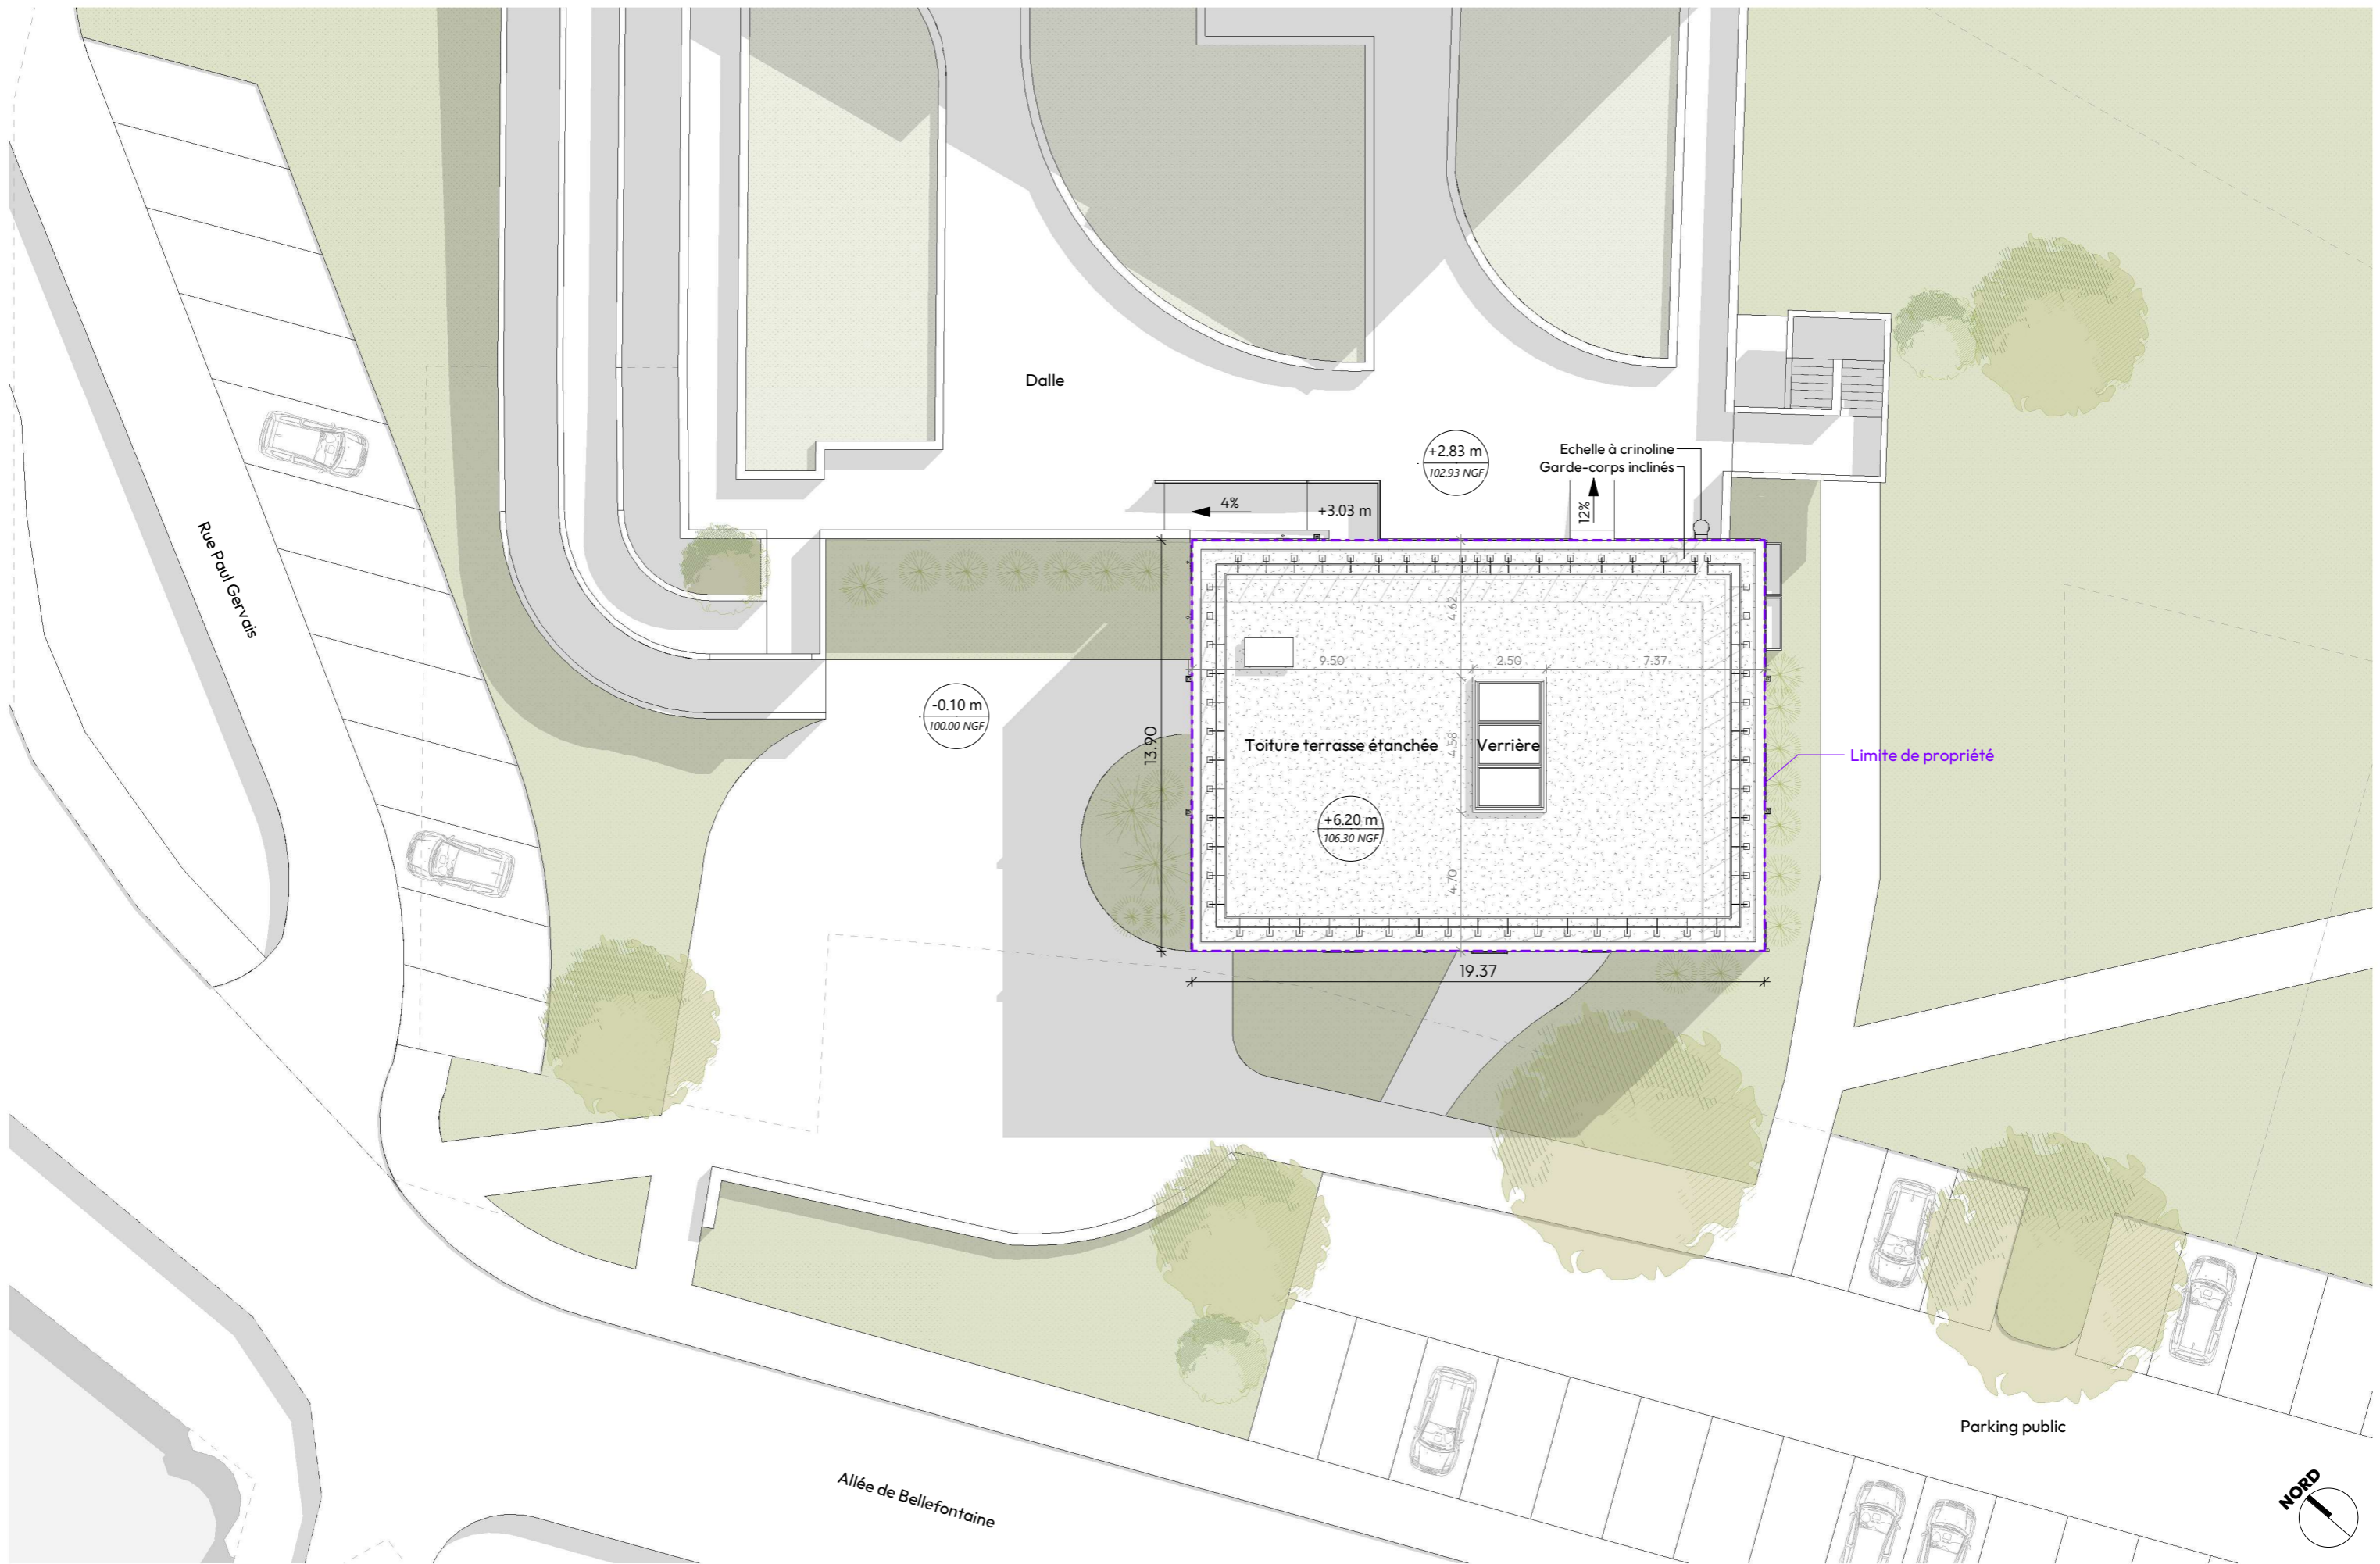 Dalle
+2.83 m
102.93 NGF
Echelle à crinoline
Garde-corps inclinés
4%
+3.03 m
12%
Rue Paul Gervais
4.62
9.50
2.50
7.37
-0.10 m
100.00 NGF
13.90
Toiture terrasse étanchée
4.58
Verrière
Limite de propriété
+6.20 m
106.30 NGF
4.70
19.37
Parking public
Allée de Bellefontaine
NORD